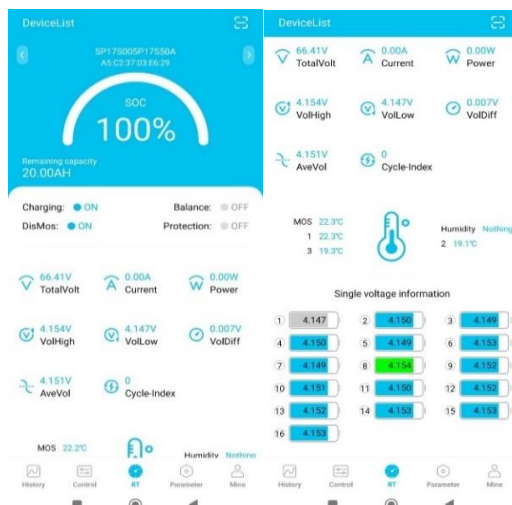 DeviceList
SP17S005P17S50A
A5:C2:37:03:E6:29
SOC
100%
Remaining capacity
20.00AH
Charging: ON Balance: OFF
DisMos: ON Protection: OFF
66.41V 0.00A 0.00W
TotalVolt Current Power
4.154V 4.147V 0.007V
VolHigh VolLow VolDiff
4.151V 0
AveVol Cycle-Index
MOS 22.2℃ Humidity Nothing
History Control RT Parameter Mine
DeviceList
66.41V 0.00A 0.00W
TotalVolt Current Power
4.154V 4.147V 0.007V
VolHigh VolLow VolDiff
4.151V 0
AveVol Cycle-Index
MOS 22.3℃
1 22.3℃ Humidity Nothing
3 19.3℃ 2 19.1℃
Single voltage information
1 4.147 2 4.150 3 4.149
4 4.150 5 4.149 6 4.153
7 4.149 8 4.154 9 4.152
10 4.151 11 4.150 12 4.152
13 4.152 14 4.153 15 4.153
16 4.153
History Control RT Parameter Mine